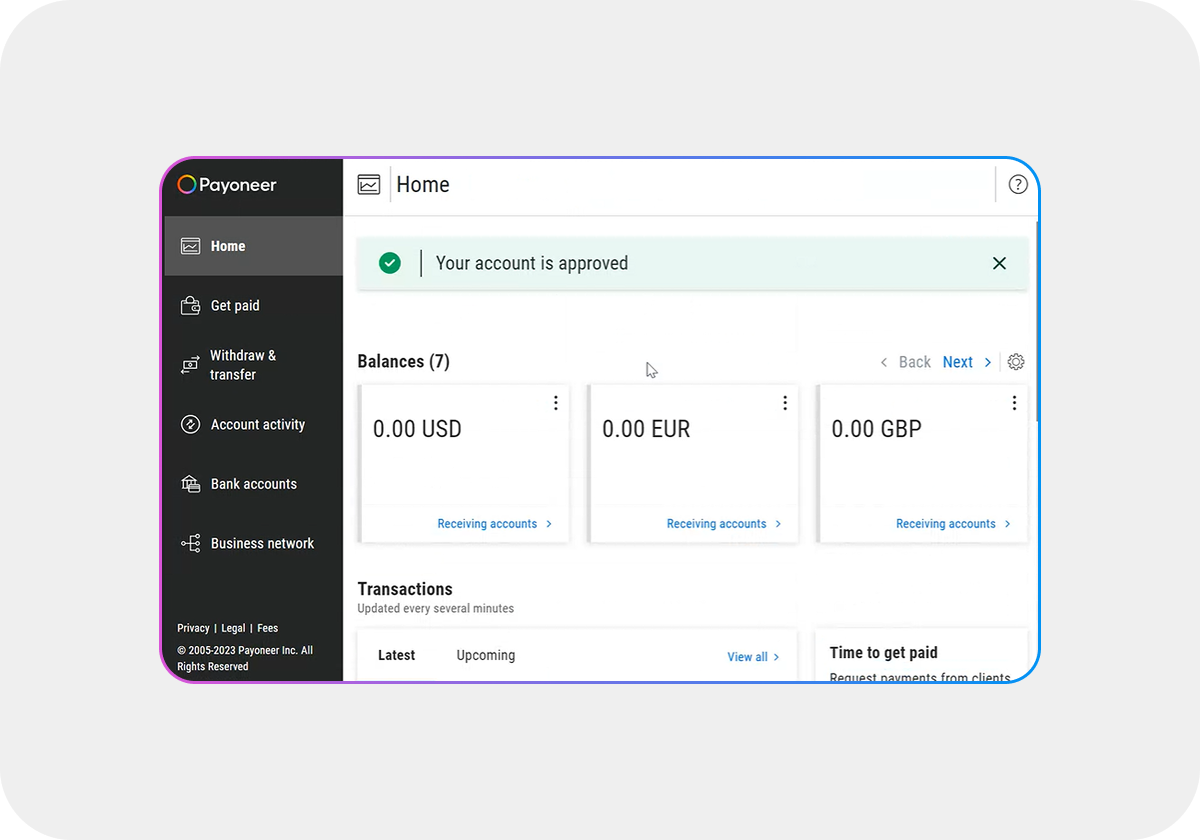 Payoneer
Home
Get paid
Withdraw &
transfer
Account activity
Bank accounts
Business network
Privacy | Legal | Fees
© 2005-2023 Payoneer Inc. All
Rights Reserved
Home
?
Your account is approved
Balances (7)
Back Next
0.00 USD
Receiving accounts
0.00 EUR
Receiving accounts
0.00 GBP
Receiving accounts
Transactions
Updated every several minutes
Latest Upcoming View all
Time to get paid
Request payments from clients